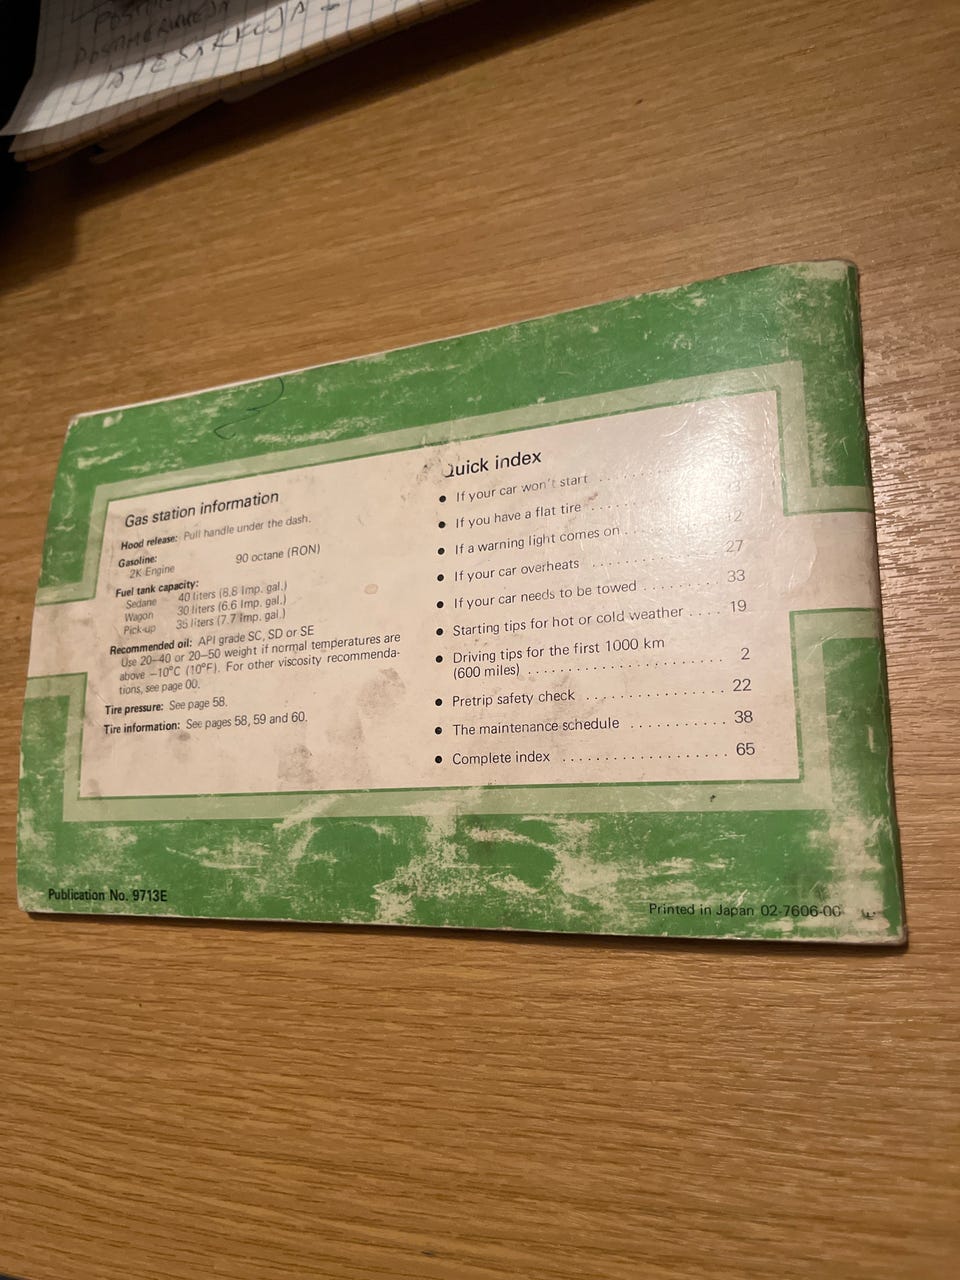 Gas station information
Hood release: Pull handle under the dash.
Gasoline:
2K Engine 90 octane (RON)
Fuel tank capacity:
Sedane 40 liters (8.8 Imp. gal.)
Wagon 30 liters (6.6 Imp. gal.)
Pick-up 35 liters (7.7 Imp. gal.)
Recommended oil: API grade SC, SD or SE
Use 20–40 or 20–50 weight if normal temperatures are
above –10°C (10°F). For other viscosity recommenda-
tions, see page 00.
Tire pressure: See page 58.
Tire information: See pages 58, 59 and 60.
Quick index
● If your car won't start
● If you have a flat tire
● If a warning light comes on
● If your car overheats 27
● If your car needs to be towed 33
● Starting tips for hot or cold weather .... 19
● Driving tips for the first 1000 km
(600 miles) 2
● Pretrip safety check 22
● The maintenance schedule 38
● Complete index 65
Publication No. 9713E
Printed in Japan 02-7606-00